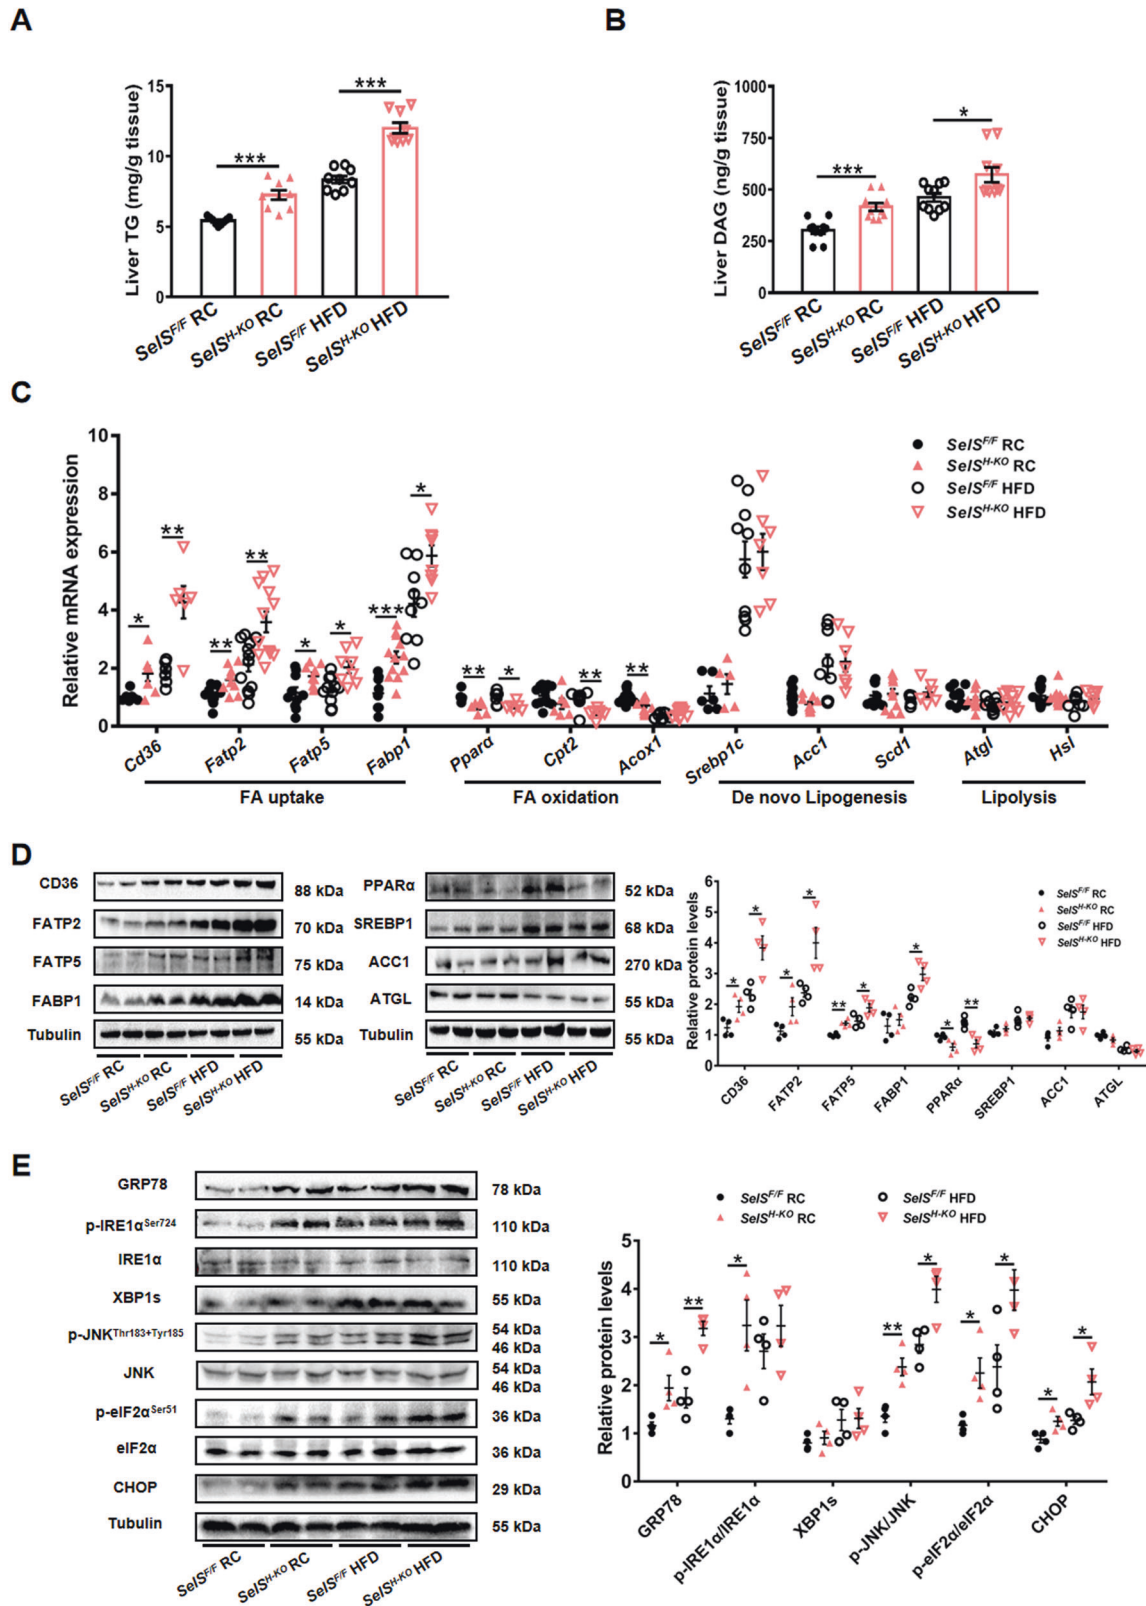 A
B
Liver TG (mg/g tissue)
15
10
5
0
***
***
SelS^F/F RC
SelS^H-KO RC
SelS^F/F HFD
SelS^H-KO HFD
Liver DAG (ng/g tissue)
1000
750
500
250
0
***
*
SelS^F/F RC
SelS^H-KO RC
SelS^F/F HFD
SelS^H-KO HFD
C
Relative mRNA expression
10
8
6
4
2
0
SelS^F/F RC
SelS^H-KO RC
SelS^F/F HFD
SelS^H-KO HFD
* ** ** ** * * *** * ** * ** **
Cd36 Fatp2 Fatp5 Fabp1 Pparα Cpt2 Acox1 Srebp1c Acc1 Scd1 Atgl Hsl
FA uptake FA oxidation De novo Lipogenesis Lipolysis
D
CD36 88 kDa
FATP2 70 kDa
FATP5 75 kDa
FABP1 14 kDa
Tubulin 55 kDa
SelS^F/F RC
SelS^H-KO RC
SelS^F/F HFD
SelS^H-KO HFD
PPARα 52 kDa
SREBP1 68 kDa
ACC1 270 kDa
ATGL 55 kDa
Tubulin 55 kDa
SelS^F/F RC
SelS^H-KO RC
SelS^F/F HFD
SelS^H-KO HFD
Relative protein levels
6
5
4
3
2
1
0
SelS^F/F RC
SelS^H-KO RC
SelS^F/F HFD
SelS^H-KO HFD
* * * * ** * * * **
CD36 FATP2 FATP5 FABP1 PPARα SREBP1 ACC1 ATGL
E
GRP78 78 kDa
p-IRE1α^Ser724 110 kDa
IRE1α 110 kDa
XBP1s 55 kDa
p-JNK^Thr183+Tyr185 54 kDa
46 kDa
JNK 54 kDa
46 kDa
p-eIF2α^Ser51 36 kDa
eIF2α 36 kDa
CHOP 29 kDa
Tubulin 55 kDa
SelS^F/F RC
SelS^H-KO RC
SelS^F/F HFD
SelS^H-KO HFD
SelS^F/F RC
SelS^H-KO RC
SelS^F/F HFD
SelS^H-KO HFD
Relative protein levels
5
4
3
2
1
0
* ** * ** * * * * *
GRP78 p-IRE1α/IRE1α XBP1s p-JNK/JNK p-eIF2α/eIF2α CHOP